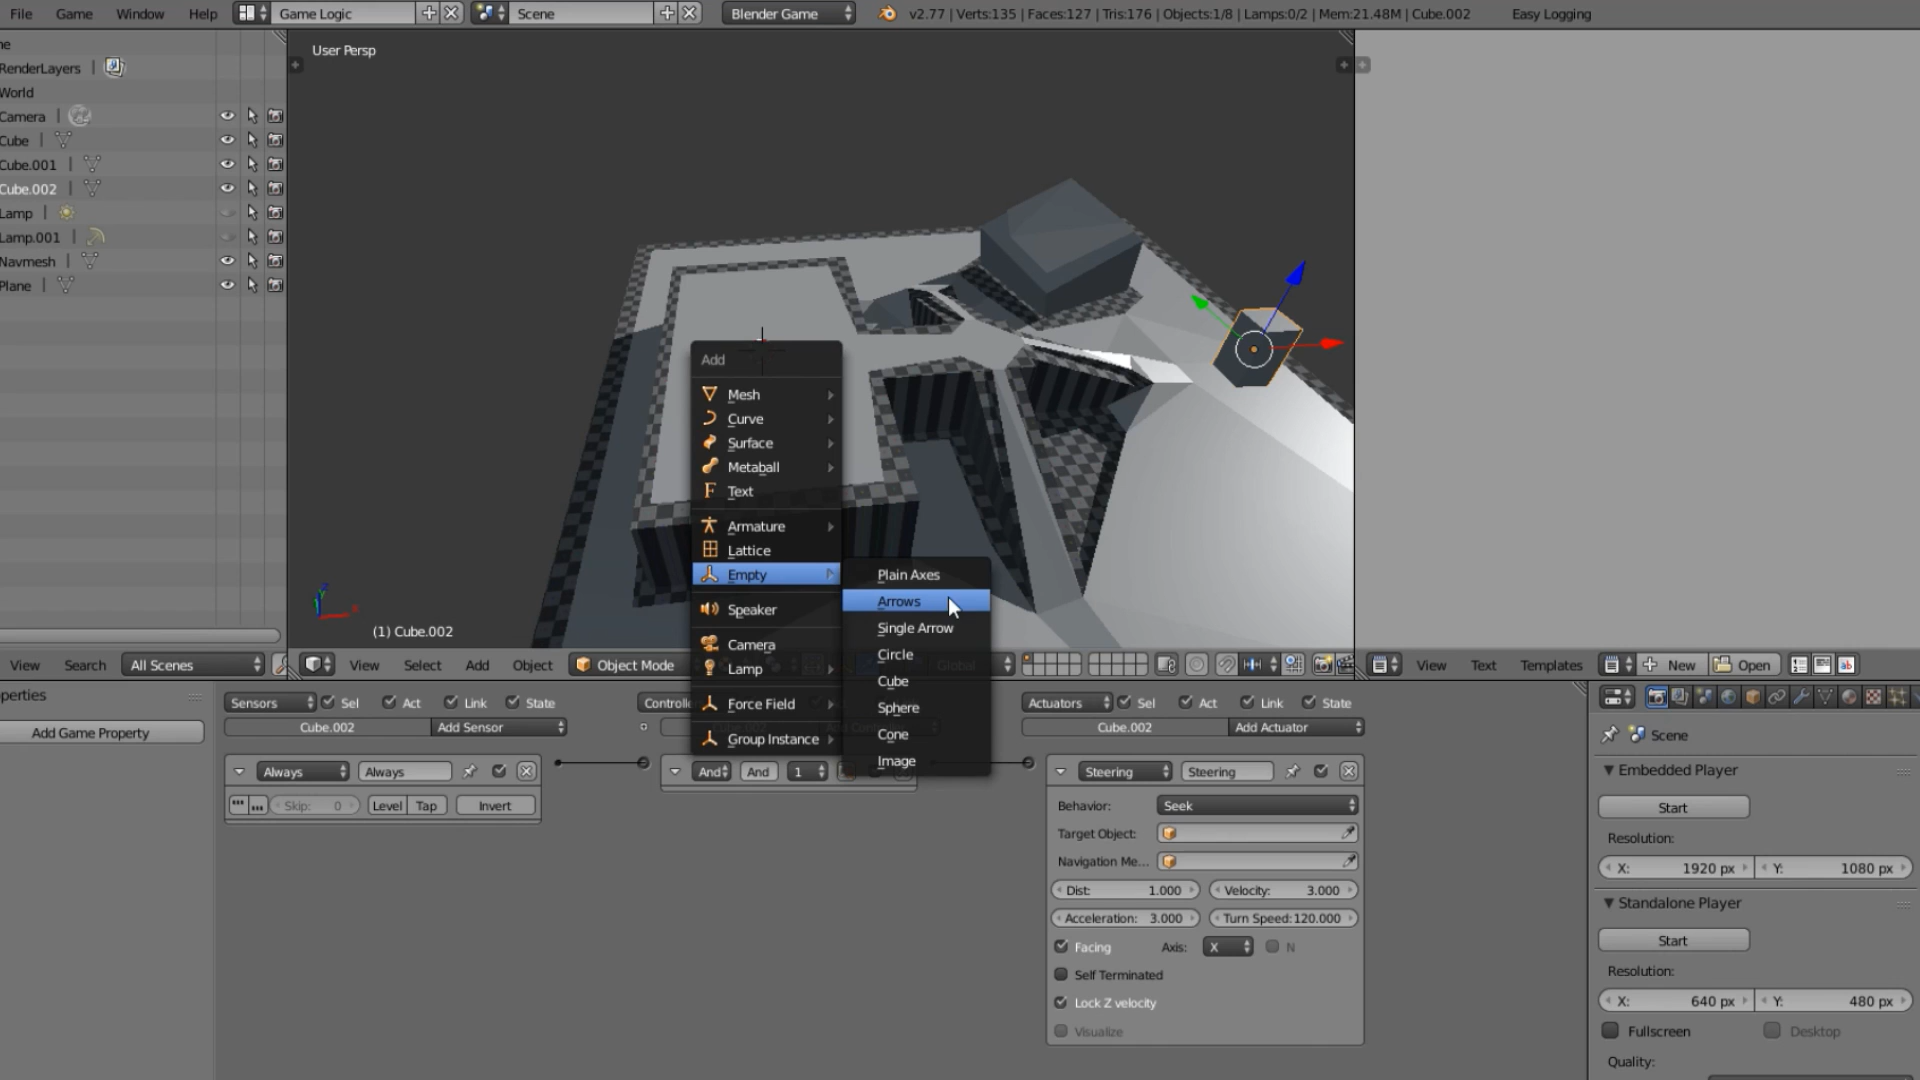 File Game Window Help Game Logic Scene Blender Game v2.77 | Verts:135 | Faces:127 | Tris:176 | Objects:1/8 | Lamps:0/2 | Mem:21.48M | Cube.002 Easy Logging
ne
RenderLayers
World
Camera
Cube
Cube.001
Cube.002
Lamp
Lamp.001
Navmesh
Plane
User Persp
Add
Mesh
Curve
Surface
Metaball
Text
Armature
Lattice
Empty
Speaker
Camera
Lamp
Force Field
Group Instance
Plain Axes
Arrows
Single Arrow
Circle
Cube
Sphere
Cone
Image
(1) Cube.002
View Search All Scenes
View Select Add Object Object Mode Global
View Text Templates New Open
operties
Add Game Property
Sensors Sel Act Link State
Cube.002 Add Sensor
Always Always
Skip: 0 Level Tap Invert
Controlle
And And 1
Actuators Sel Act Link State
Cube.002 Add Actuator
Steering Steering
Behavior: Seek
Target Object:
Navigation Me...
Dist: 1.000 Velocity: 3.000
Acceleration: 3.000 Turn Speed: 120.000
Facing Axis: X N
Self Terminated
Lock Z velocity
Visualize
Scene
Embedded Player
Start
Resolution:
X: 1920 px Y: 1080 px
Standalone Player
Start
Resolution:
X: 640 px Y: 480 px
Fullscreen Desktop
Quality: